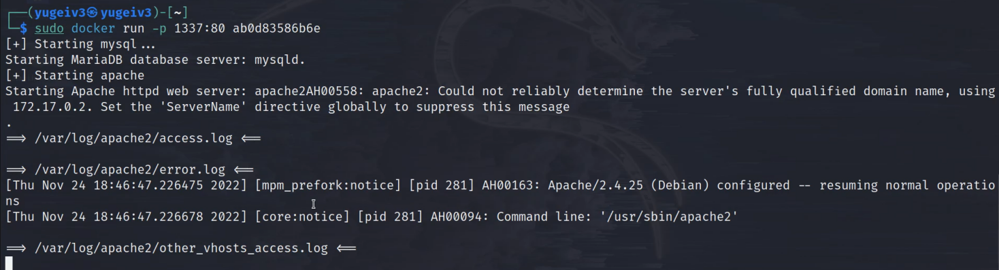 ┌──(yugeiv3㉿yugeiv3)-[~]
└─$ sudo docker run -p 1337:80 ab0d83586b6e
[+] Starting mysql...
Starting MariaDB database server: mysqld.
[+] Starting apache
Starting Apache httpd web server: apache2AH00558: apache2: Could not reliably determine the server's fully qualified domain name, using
 172.17.0.2. Set the 'ServerName' directive globally to suppress this message
.
==> /var/log/apache2/access.log <==
==> /var/log/apache2/error.log <==
[Thu Nov 24 18:46:47.226475 2022] [mpm_prefork:notice] [pid 281] AH00163: Apache/2.4.25 (Debian) configured -- resuming normal operatio
ns
[Thu Nov 24 18:46:47.226678 2022] [core:notice] [pid 281] AH00094: Command line: '/usr/sbin/apache2'
==> /var/log/apache2/other_vhosts_access.log <==